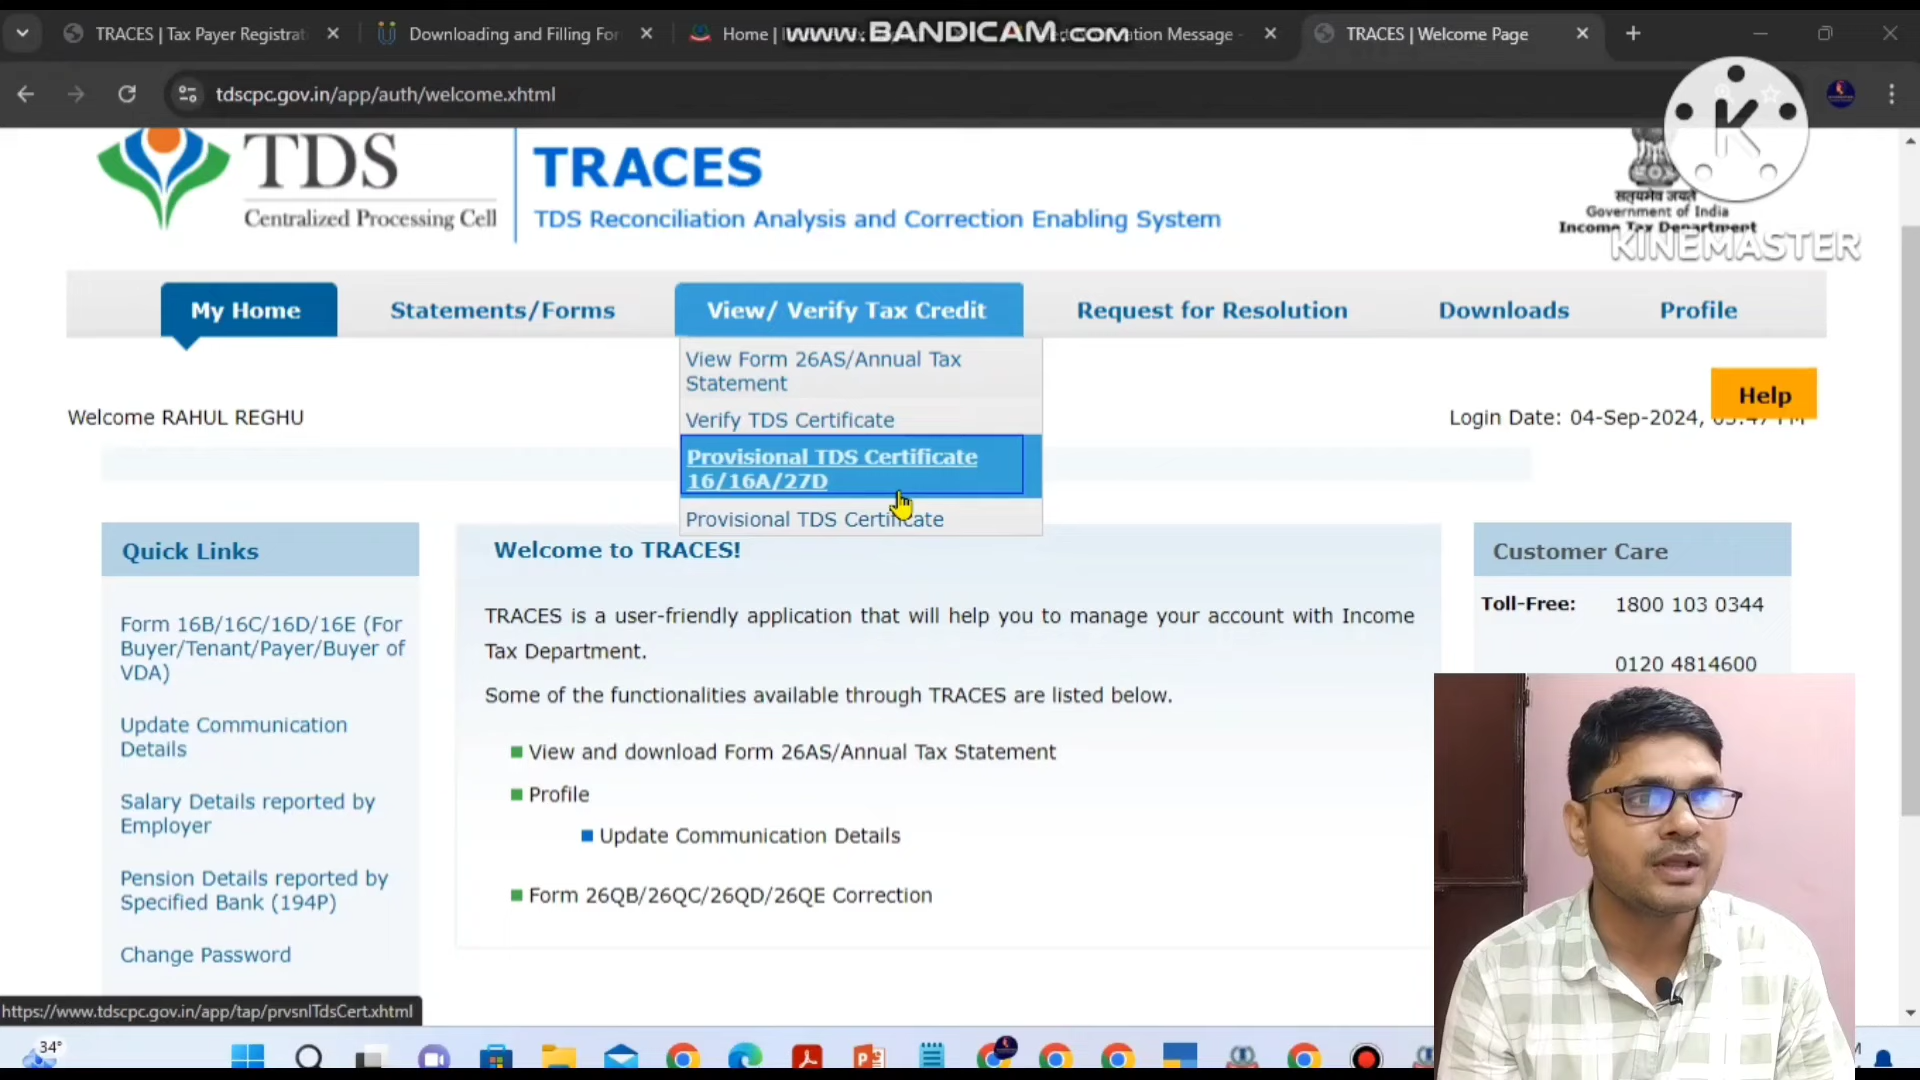 TRACES | Tax Payer Registrat
Downloading and Filling For
Home |
ation Message -
TRACES | Welcome Page
www.BANDICAM.com
tdscpc.gov.in/app/auth/welcome.xhtml
TDS
Centralized Processing Cell
TRACES
TDS Reconciliation Analysis and Correction Enabling System
सत्यमेव जयते
Government of India
Income Tax Department
KINEMASTER
My Home
Statements/Forms
View/ Verify Tax Credit
Request for Resolution
Downloads
Profile
View Form 26AS/Annual Tax
Statement
Verify TDS Certificate
Provisional TDS Certificate
16/16A/27D
Provisional TDS Certificate
Help
Welcome RAHUL REGHU
Login Date: 04-Sep-2024,
Quick Links
Form 16B/16C/16D/16E (For
Buyer/Tenant/Payer/Buyer of
VDA)
Update Communication
Details
Salary Details reported by
Employer
Pension Details reported by
Specified Bank (194P)
Change Password
Welcome to TRACES!
TRACES is a user-friendly application that will help you to manage your account with Income
Tax Department.
Some of the functionalities available through TRACES are listed below.
View and download Form 26AS/Annual Tax Statement
Profile
Update Communication Details
Form 26QB/26QC/26QD/26QE Correction
Customer Care
Toll-Free: 1800 103 0344
0120 4814600
https://www.tdscpc.gov.in/app/tap/prvsnlTdsCert.xhtml
34°